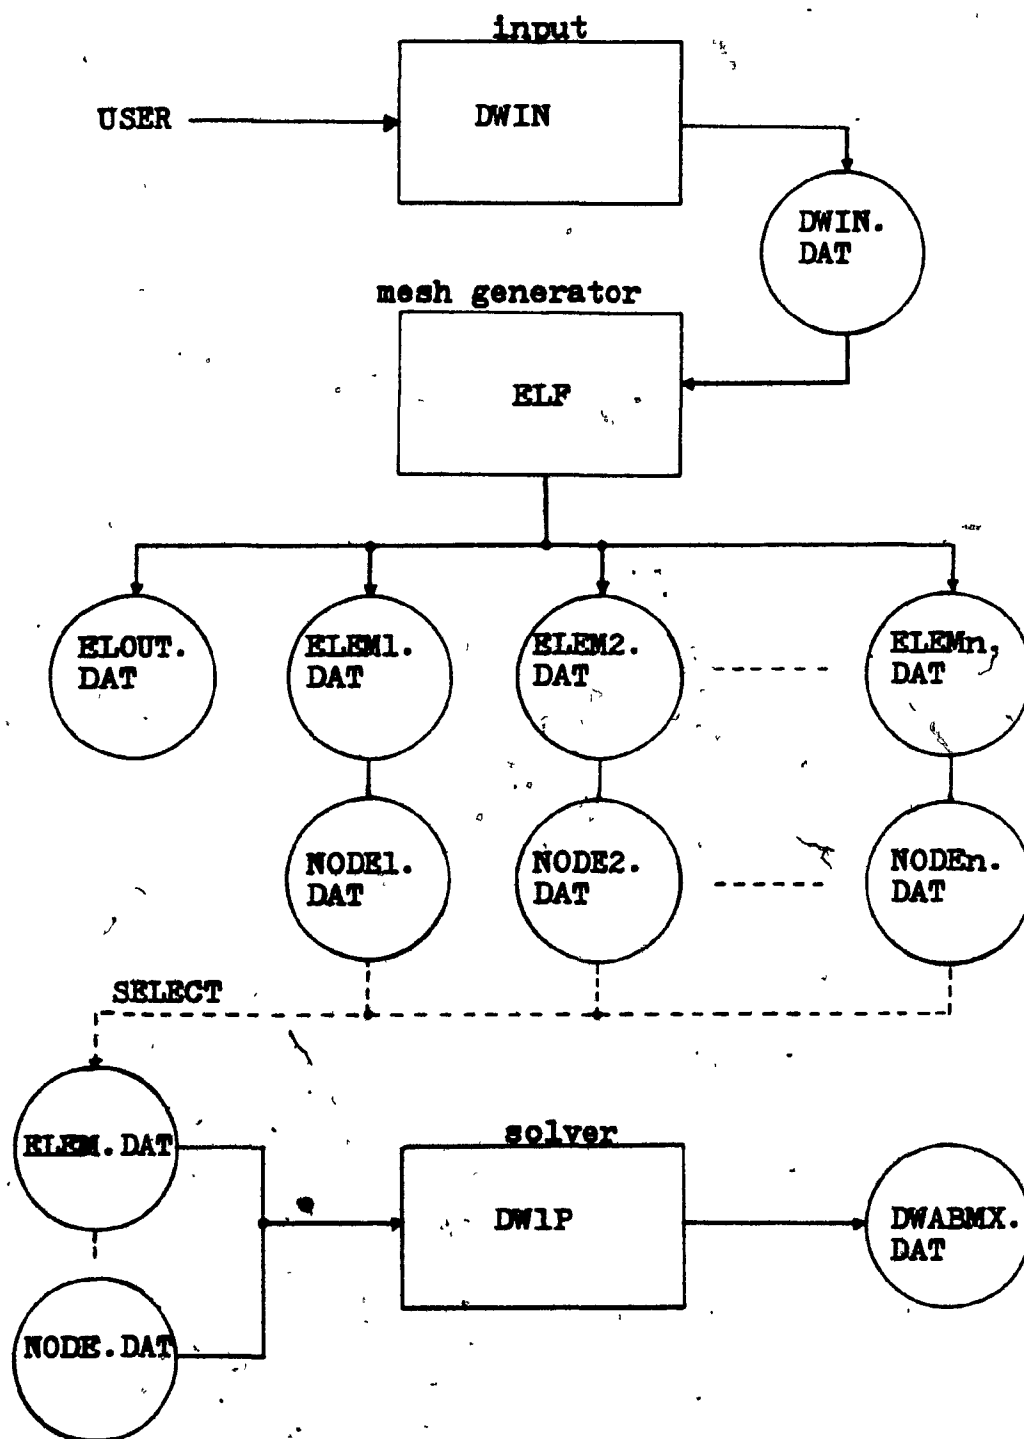 input
USER
DWIN
DWIN.
DAT
mesh generator
ELF
ELOUT.
DAT
ELEM1.
DAT
ELEM2.
DAT
ELEMn.
DAT
NODE1.
DAT
NODE2.
DAT
NODEn.
DAT
SELECT
ELEM.DAT
solver
DW1P
DWABMX.
DAT
NODE.DAT